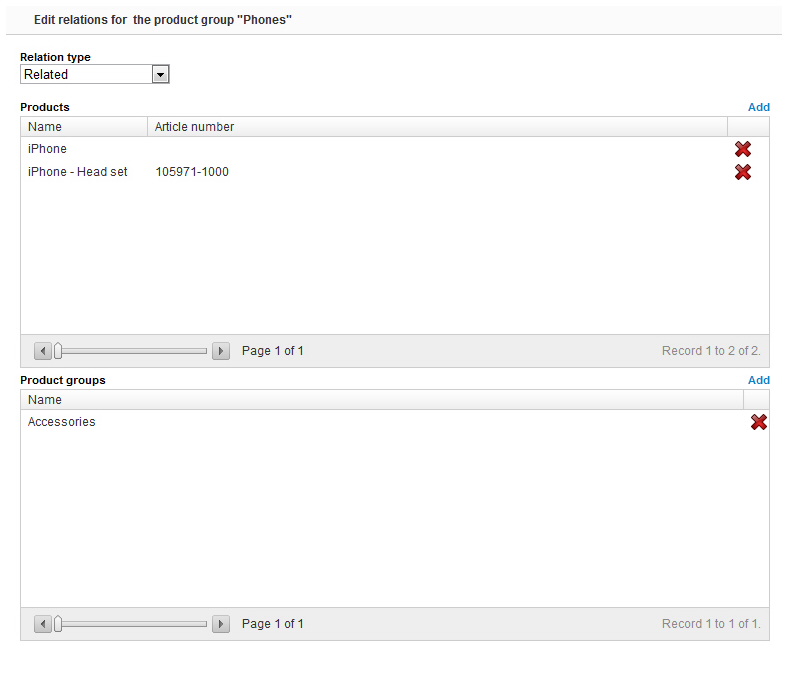 Edit relations for  the product group "Phones"
Relation type
Related
Products Add
Name Article number
iPhone
iPhone - Head set 105971-1000
Page 1 of 1 Record 1 to 2 of 2.
Product groups Add
Name
Accessories
Page 1 of 1 Record 1 to 1 of 1.